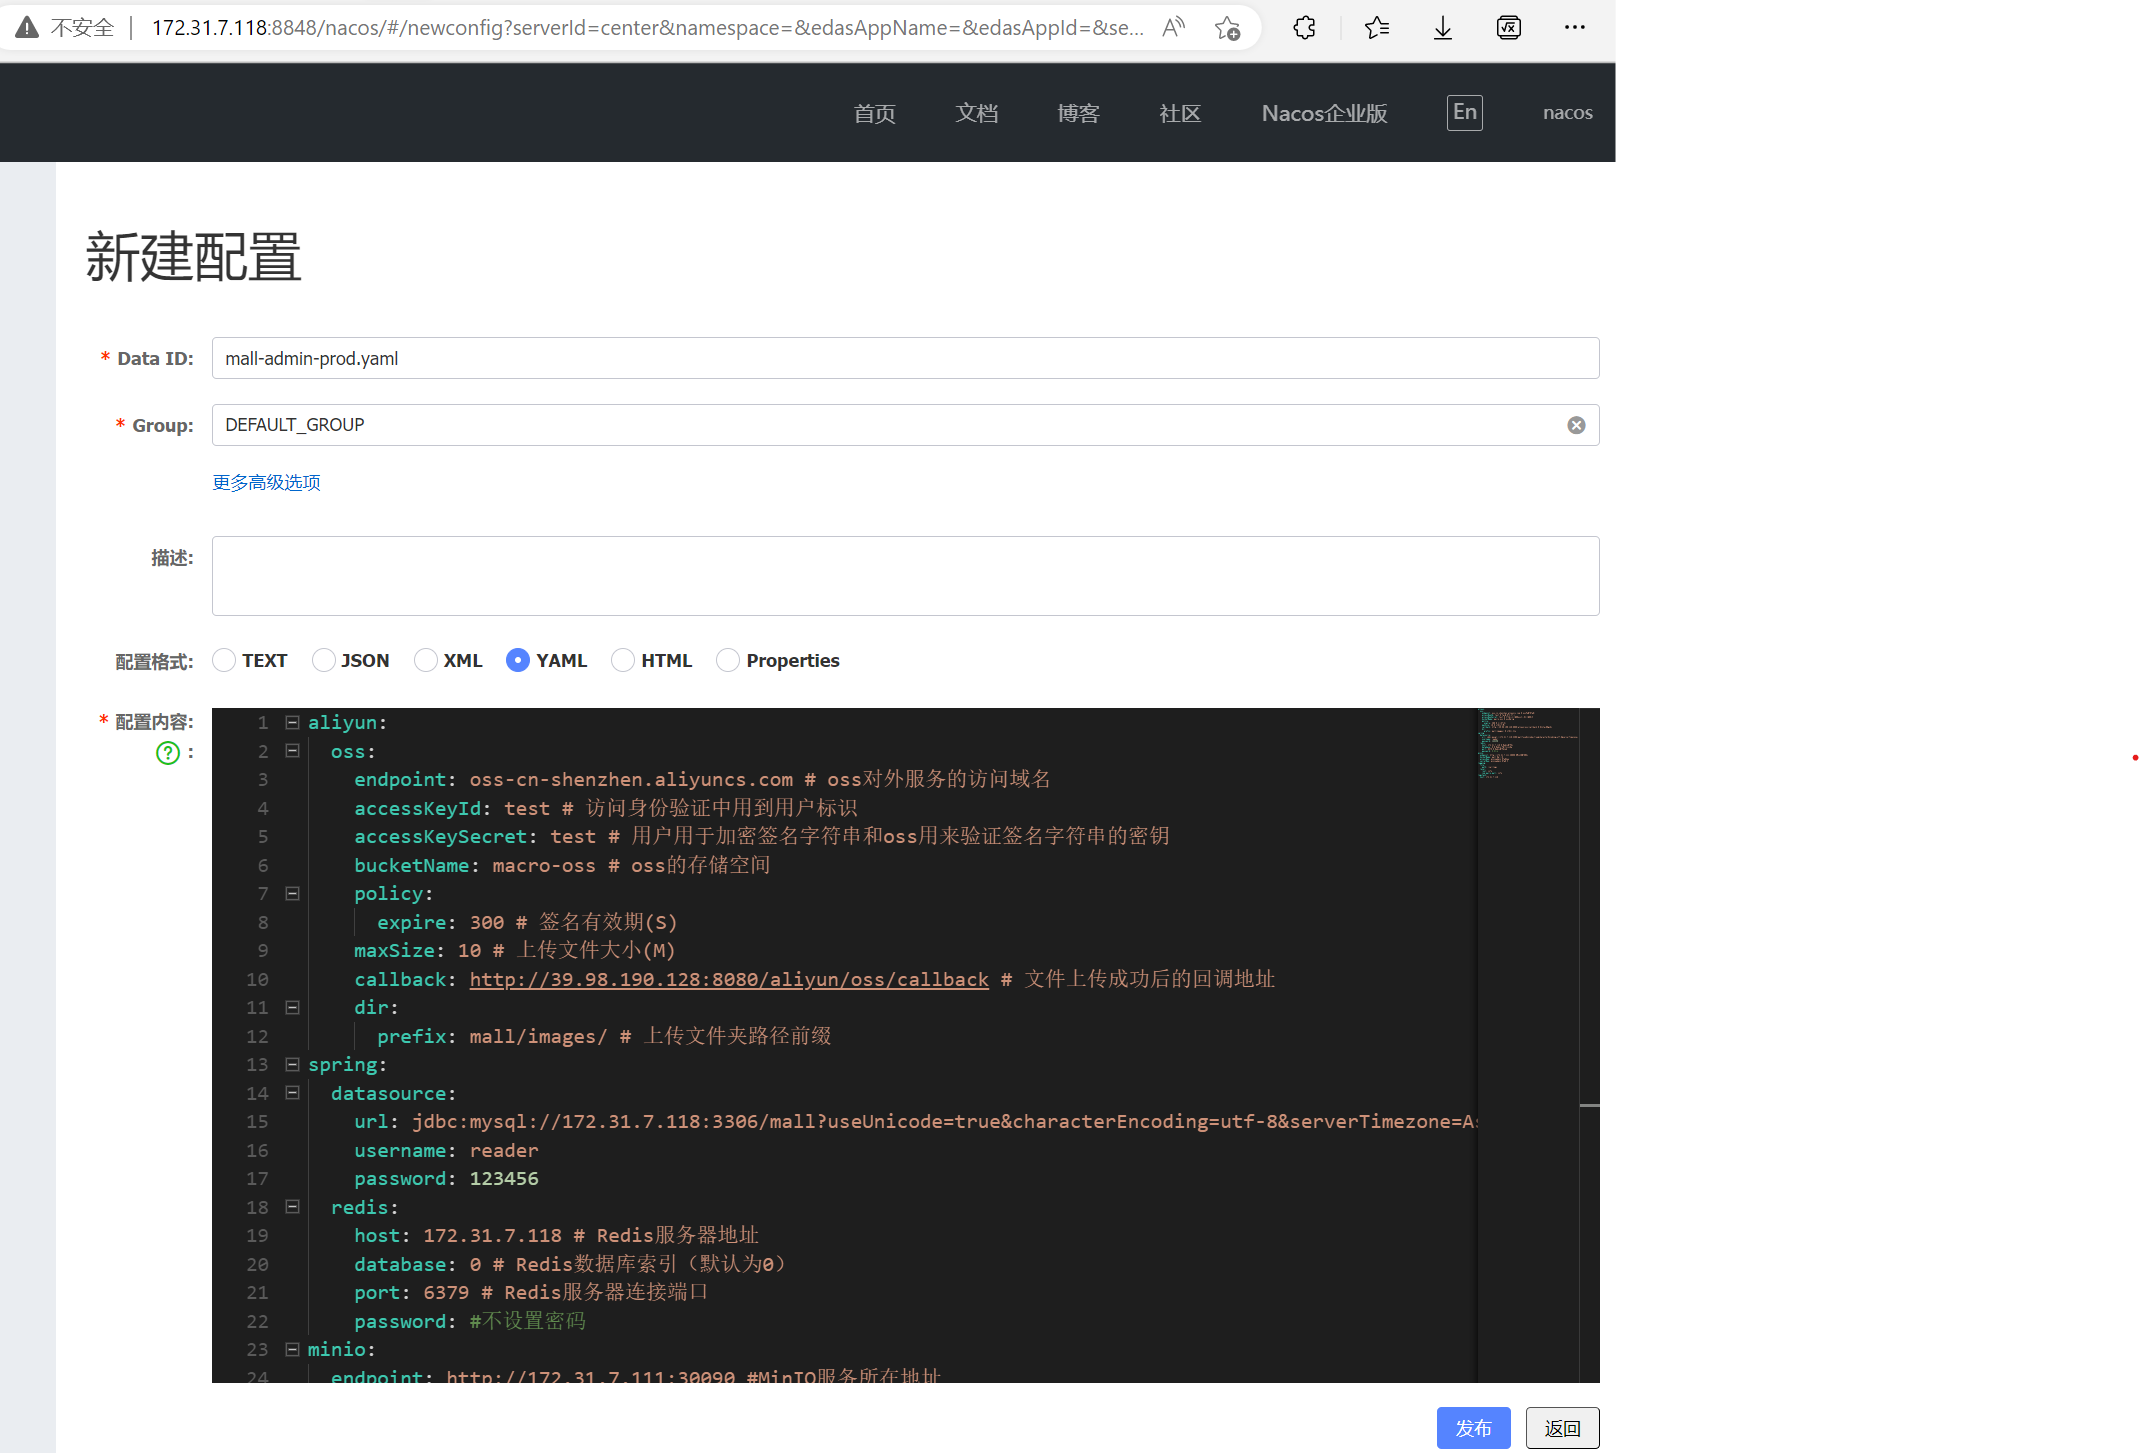 不安全 172.31.7.118:8848/nacos/#/newconfig?serverId=center&namespace=&edasAppName=&edasAppId=&se...
首页 文档 博客 社区 Nacos企业版 En nacos
新建配置
* Data ID: mall-admin-prod.yaml
* Group: DEFAULT_GROUP
更多高级选项
描述:
配置格式: TEXT JSON XML YAML HTML Properties
* 配置内容: ? :
1 aliyun:
2 oss:
3 endpoint: oss-cn-shenzhen.aliyuncs.com # oss对外服务的访问域名
4 accessKeyId: test # 访问身份验证中用到用户标识
5 accessKeySecret: test # 用户用于加密签名字符串和oss用来验证签名字符串的密钥
6 bucketName: macro-oss # oss的存储空间
7 policy:
8 expire: 300 # 签名有效期(S)
9 maxSize: 10 # 上传文件大小(M)
10 callback: http://39.98.190.128:8080/aliyun/oss/callback # 文件上传成功后的回调地址
11 dir:
12 prefix: mall/images/ # 上传文件夹路径前缀
13 spring:
14 datasource:
15 url: jdbc:mysql://172.31.7.118:3306/mall?useUnicode=true&characterEncoding=utf-8&serverTimezone=As
16 username: reader
17 password: 123456
18 redis:
19 host: 172.31.7.118 # Redis服务器地址
20 database: 0 # Redis数据库索引（默认为0）
21 port: 6379 # Redis服务器连接端口
22 password: #不设置密码
23 minio:
24 endpoint: http://172.31.7.111:30090 #MinIO服务所在地址
发布 返回